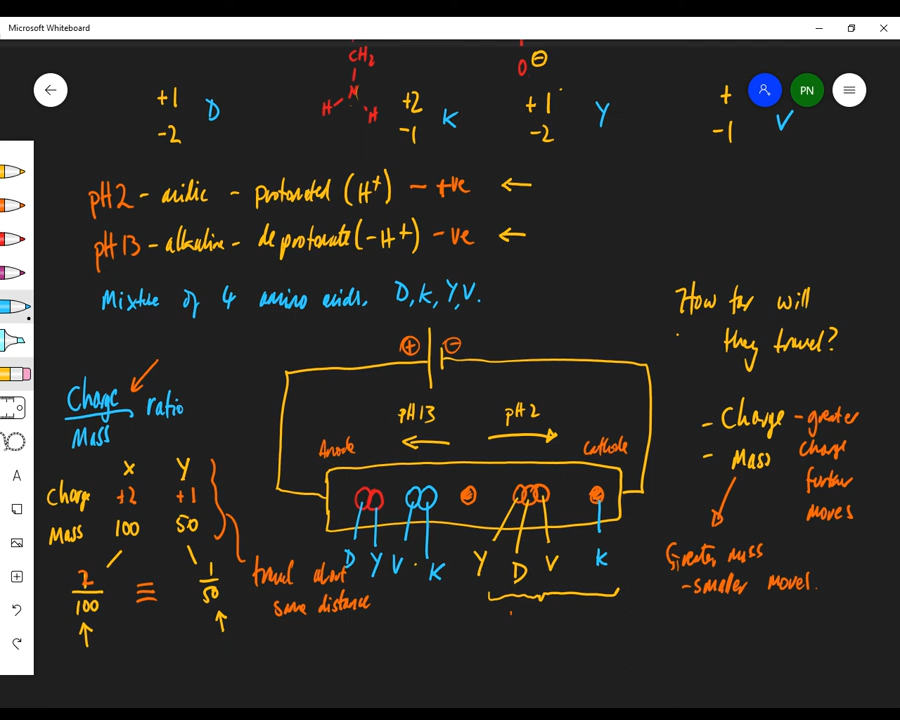 Microsoft Whiteboard
CH2
N
H
H
O ⊖
+1
-2
D
+2
-1
K
+1
-2
Y
+
-1
V
PN
pH2 - acidic - protonated (H+) - +ve ←
pH13 - alkaline - deprotonate (-H+) - -ve ←
Mixture of 4 amino acids, D, K, Y, V.
How far will
they travel?
Charge
Mass
ratio
X Y
Charge +2 +1
Mass 100 50
2
100
≡
1
50
travel about
same distance
+ -
pH13
pH2
Anode
Cathode
D Y V K Y D V K
- Charge - greater
charge
further
moves
- Mass
Greater mass
- smaller movel.
A